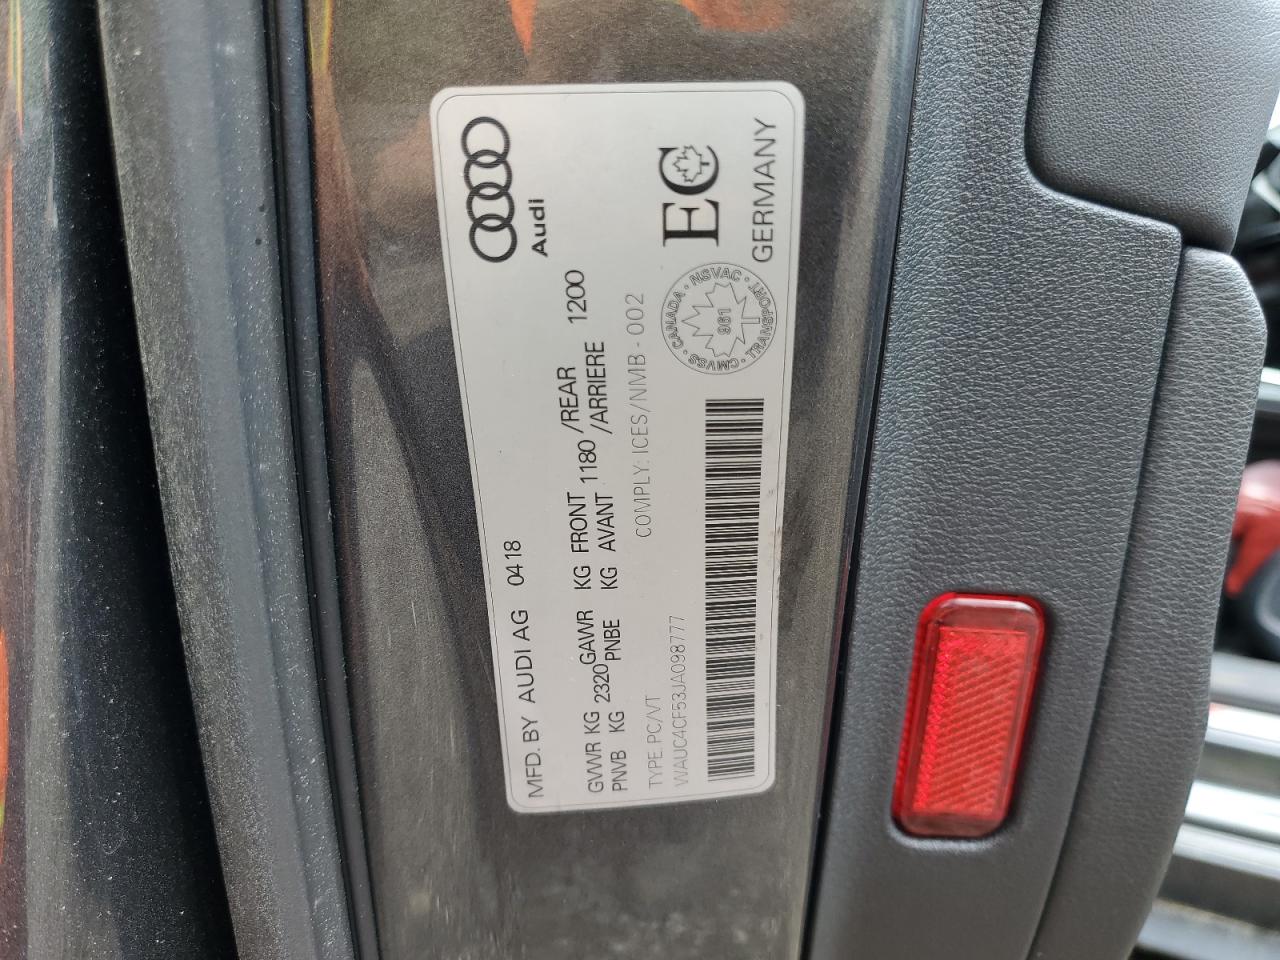 Audi
MFD. BY AUDI AG 04 18
GVWR KG 2320 GAWR KG FRONT 1180 /REAR 1200
PNVB KG PNBE KG AVANT /ARRIERE
COMPLY: ICES/NMB - 002
TYPE.PC/VT
WAUC4CF53JA098777
CMVSS · CANADA · NSVAC · TRANSPORT
961
EC
GERMANY